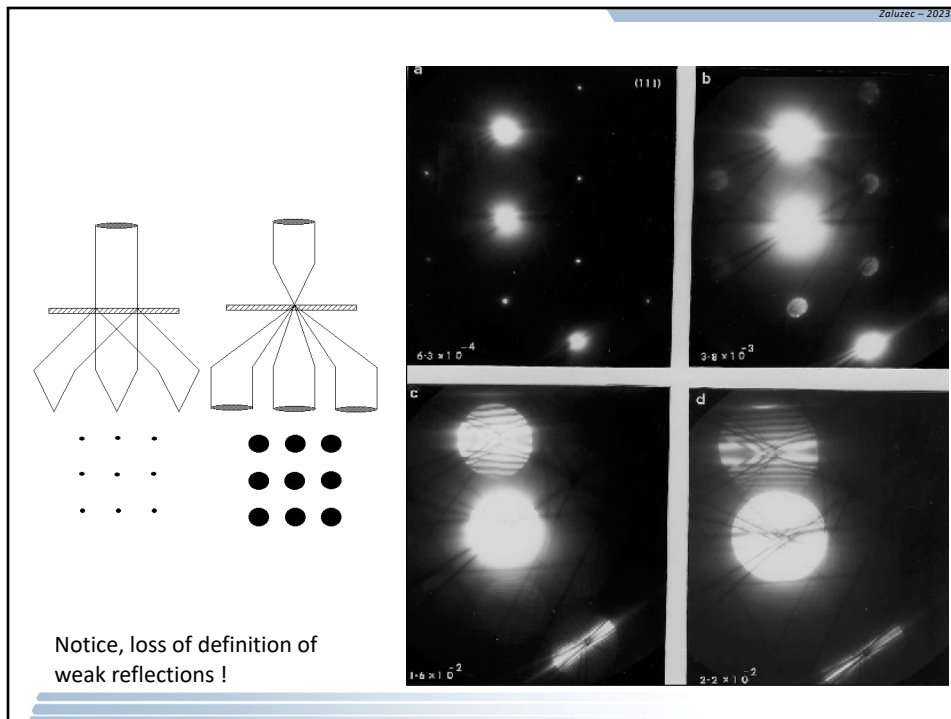 Zaluzec – 2023
a
(111)
6·3 x 10 -4
b
3·8 x 10 -3
c
1·6 x 10 -2
d
2·2 x 10 -2
Notice, loss of definition of
weak reflections !